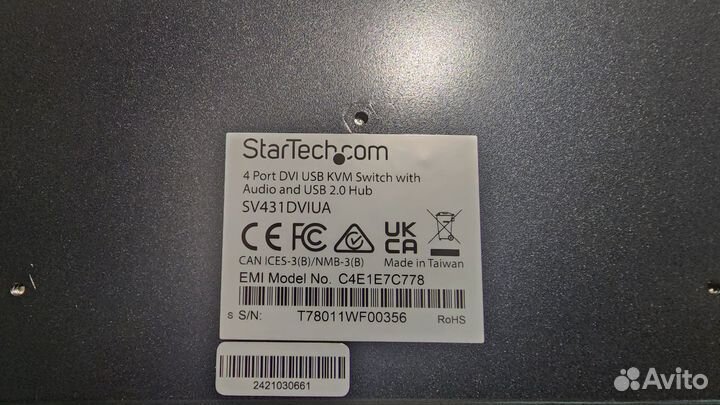 StarTech.com
4 Port DVI USB KVM Switch with
Audio and USB 2.0 Hub
SV431DVIUA
CE FC UK CA
CAN ICES-3(B)/NMB-3(B) Made in Taiwan
EMI Model No. C4E1E7C778
s S/N: T78011WF00356 RoHS
2421030661
Avito